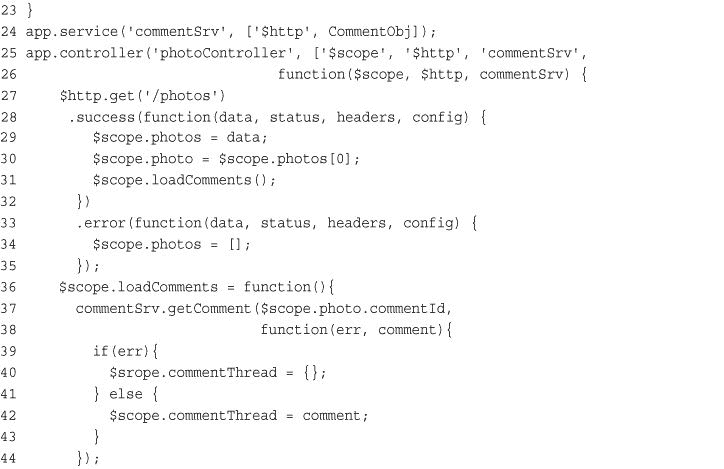 23 }
24 app.service('commentSrv', ['$http', CommentObj]);
25 app.controller('photoController', ['$scope', '$http', 'commentSrv',
26                              function($scope, $http, commentSrv) {
27     $http.get('/photos')
28      .success(function(data, status, headers, config) {
29         $scope.photos = data;
30         $scope.photo = $scope.photos[0];
31         $scope.loadComments();
32       })
33       .error(function(data, status, headers, config) {
34         $scope.photos = [];
35       });
36     $scope.loadComments = function(){
37       commentSrv.getComment($scope.photo.commentId,
38                             function(err, comment){
39         if(err){
40           $srope.commentThread = {};
41         } else {
42           $scope.commentThread = comment;
43         }
44       });